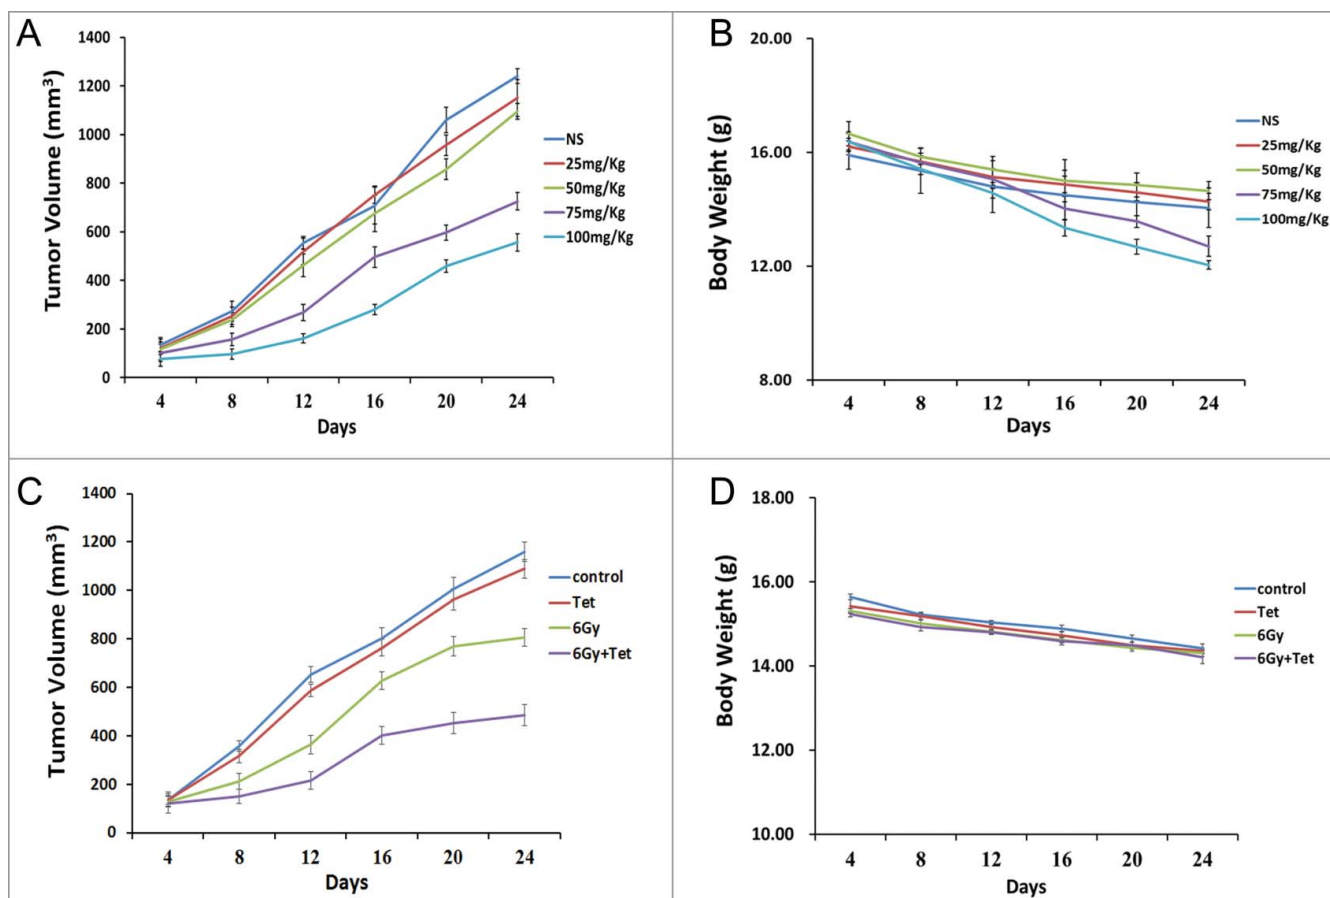 A
Tumor Volume (mm³)
1400
1200
1000
800
600
400
200
0
4 8 12 16 20 24
Days
NS
25mg/Kg
50mg/Kg
75mg/Kg
100mg/Kg
B
Body Weight (g)
20.00
16.00
12.00
8.00
4 8 12 16 20 24
Days
NS
25mg/Kg
50mg/Kg
75mg/Kg
100mg/Kg
C
Tumor Volume (mm³)
1400
1200
1000
800
600
400
200
0
4 8 12 16 20 24
Days
control
Tet
6Gy
6Gy+Tet
D
Body Weight (g)
18.00
16.00
14.00
12.00
10.00
4 8 12 16 20 24
Days
control
Tet
6Gy
6Gy+Tet